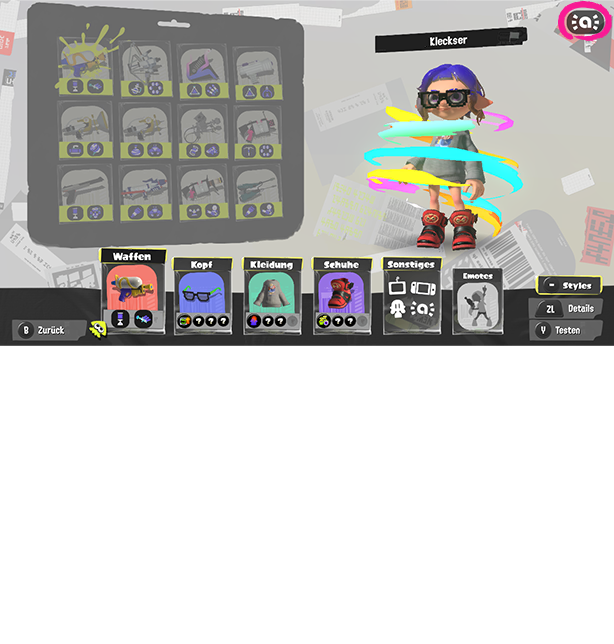 a
Kleckser
Waffen
Kopf
Kleidung
Schuhe
Sonstiges
Emotes
- Styles
ZL Details
B Zurück
Y Testen
? ? ?
? ? ?
? ?
a